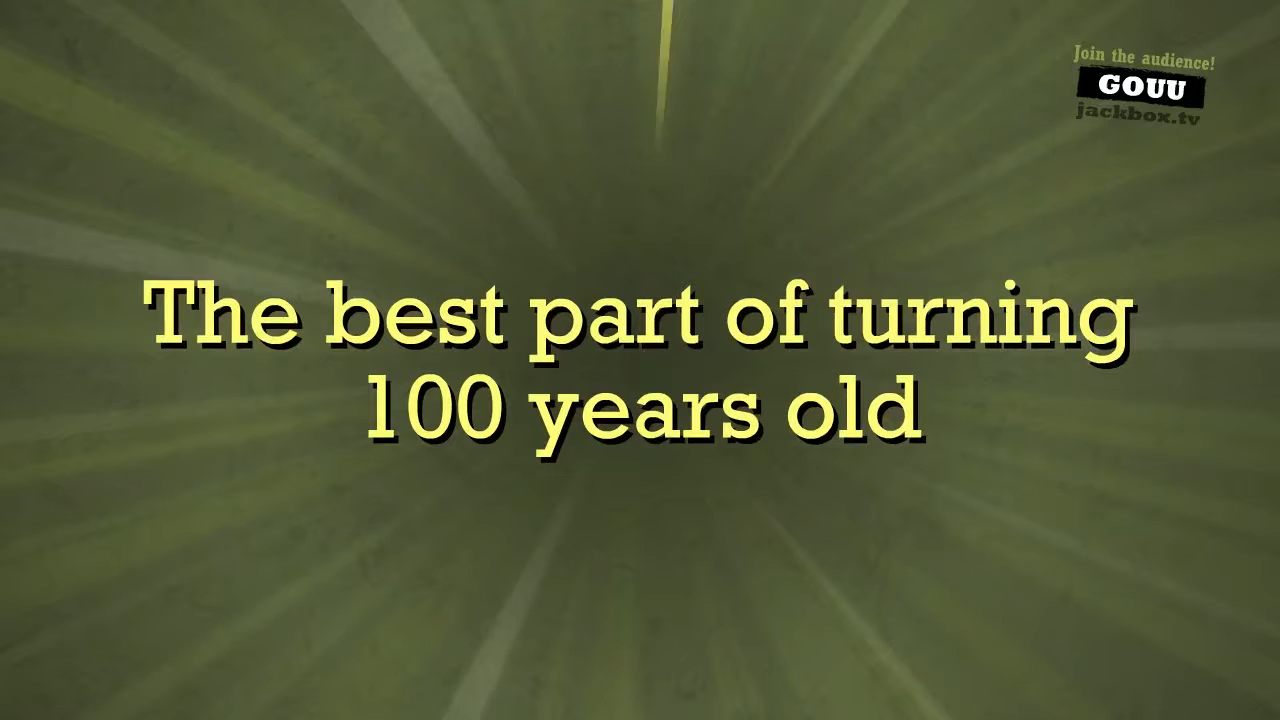 Join the audience!
GOUU
jackbox.tv
The best part of turning
100 years old